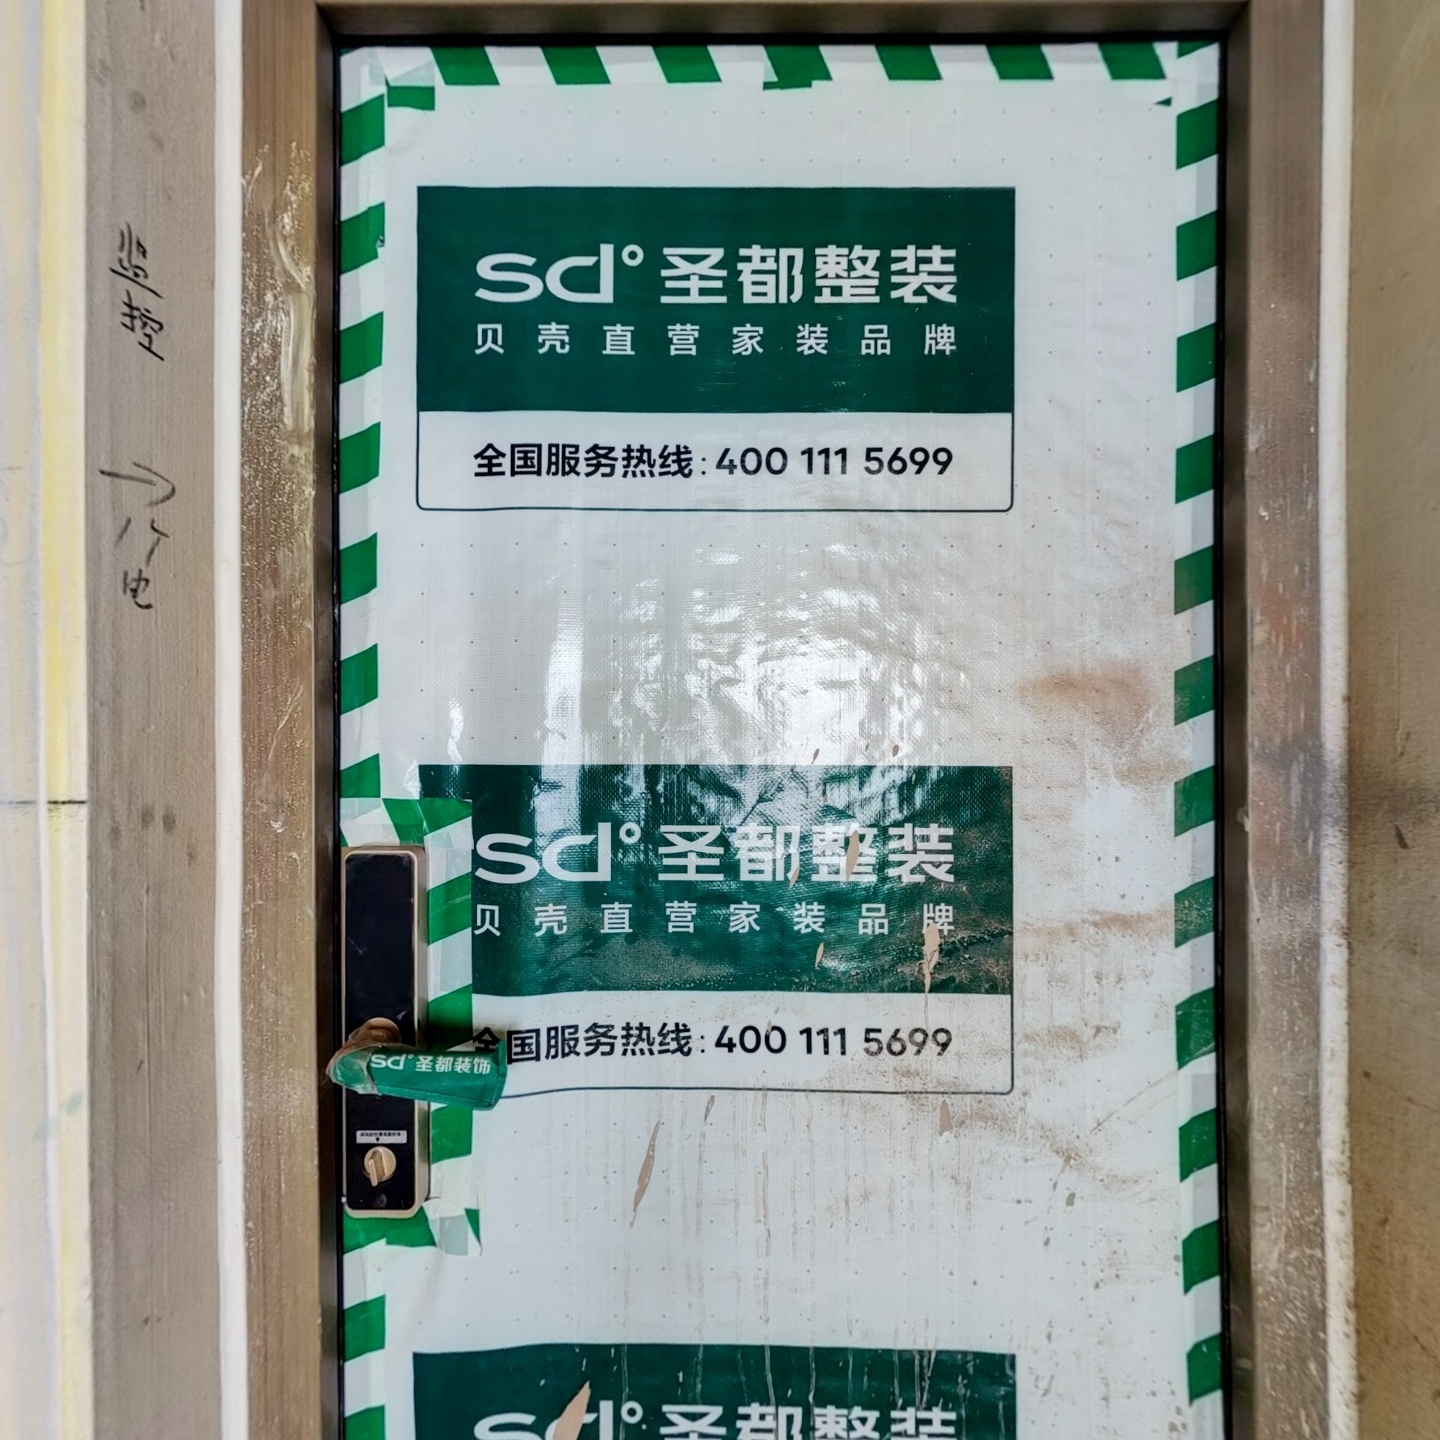 监控
sd°圣都整装
贝壳直营家装品牌
全国服务热线:400 111 5699
sd°圣都整装
贝壳直营家装品牌
全国服务热线:400 111 5699
sd°圣都装饰
电
sd°圣都整装